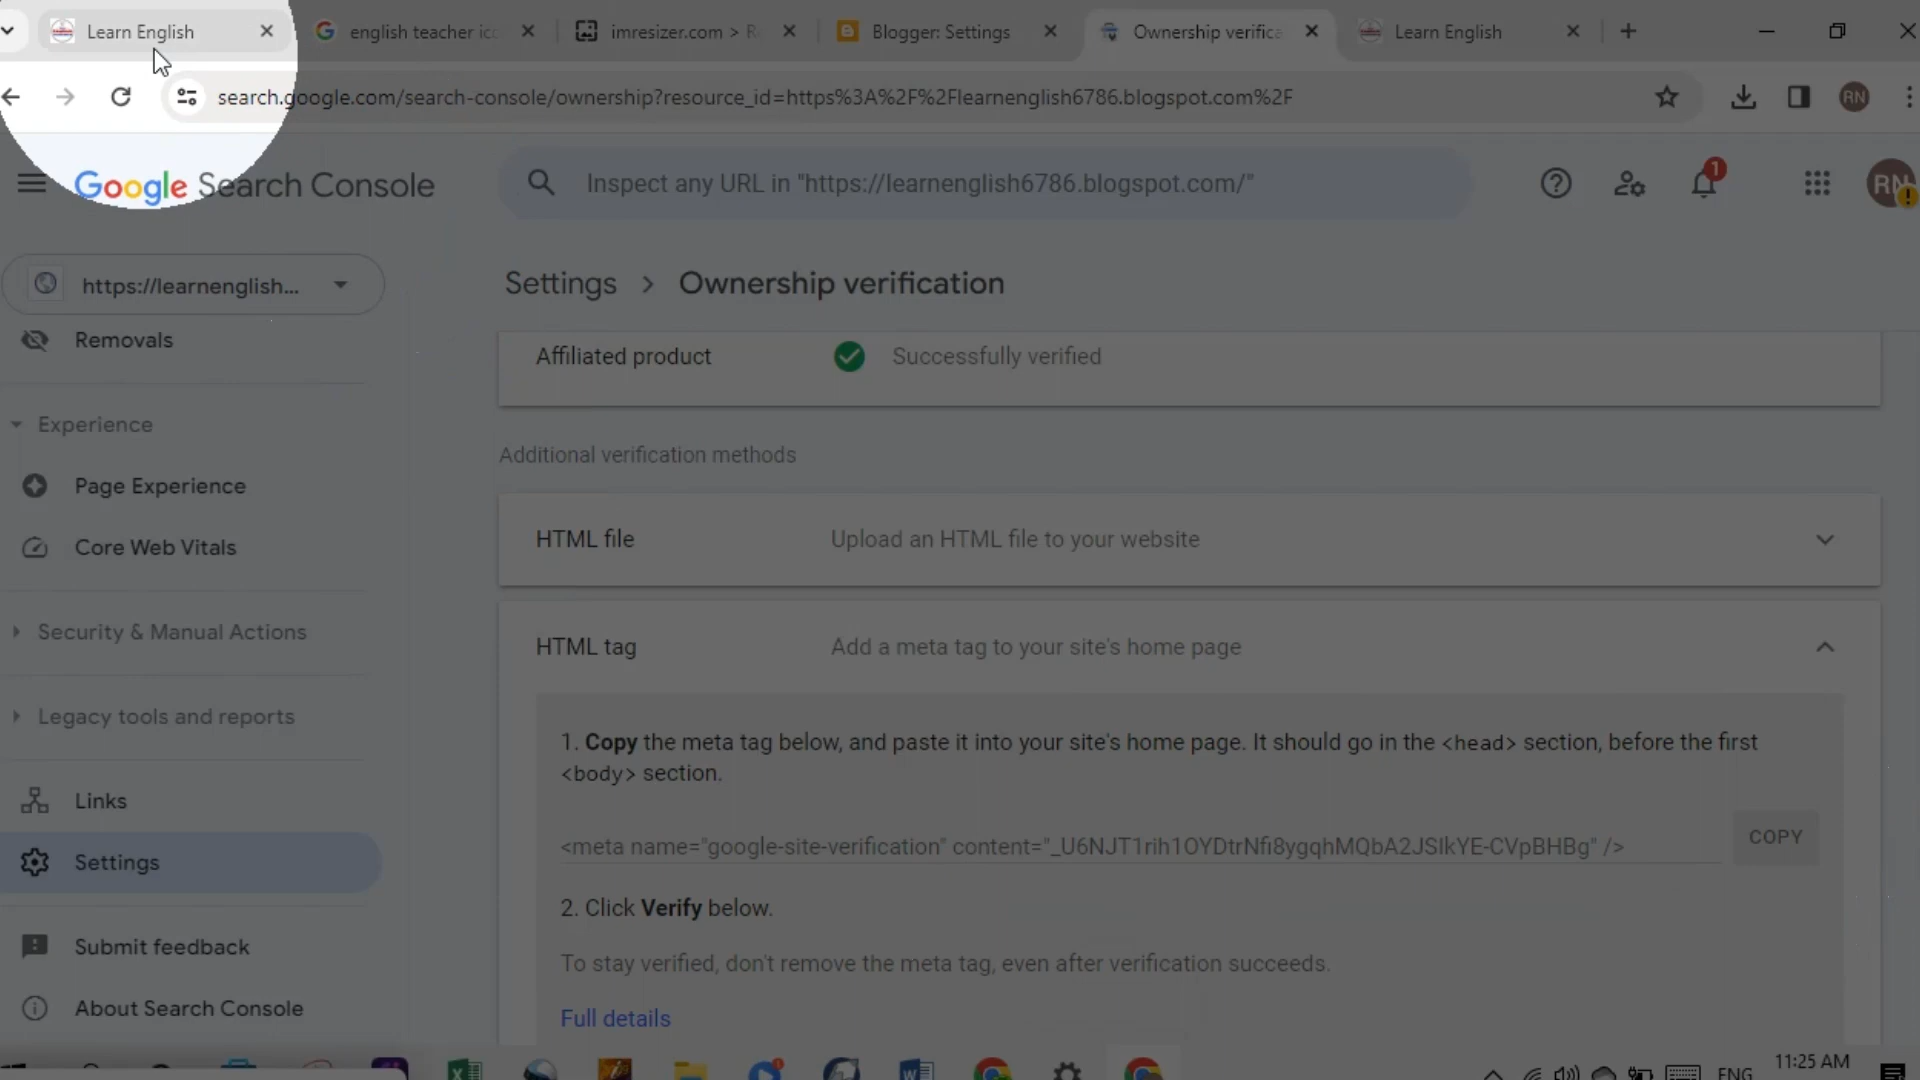 Learn English
english teacher ico
imresizer.com > R
Blogger: Settings
Ownership verifica
Learn English
search.google.com/search-console/ownership?resource_id=https%3A%2F%2Flearnenglish6786.blogspot.com%2F
RN
Google Search Console
Inspect any URL in "https://learnenglish6786.blogspot.com/"
1
RN
https://learnenglish...
Settings > Ownership verification
Removals
Affiliated product
Successfully verified
Experience
Additional verification methods
Page Experience
Core Web Vitals
HTML file
Upload an HTML file to your website
Security & Manual Actions
HTML tag
Add a meta tag to your site's home page
Legacy tools and reports
1. Copy the meta tag below, and paste it into your site's home page. It should go in the <head> section, before the first
<body> section.
Links
<meta name="google-site-verification" content="_U6NJT1rih1OYDtrNfi8ygqhMQbA2JSIkYE-CVpBHBg" />
COPY
Settings
2. Click Verify below.
Submit feedback
To stay verified, don't remove the meta tag, even after verification succeeds.
About Search Console
Full details
11:25 AM
ENG